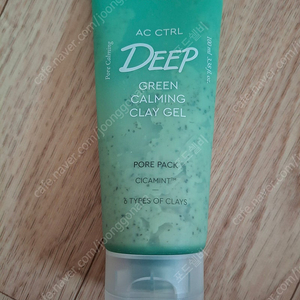 AC CTRL
DEEP
GREEN
CALMING
CLAY GEL
PORE PACK
CICAMINT™
8 TYPES OF CLAYS
Pore Calming